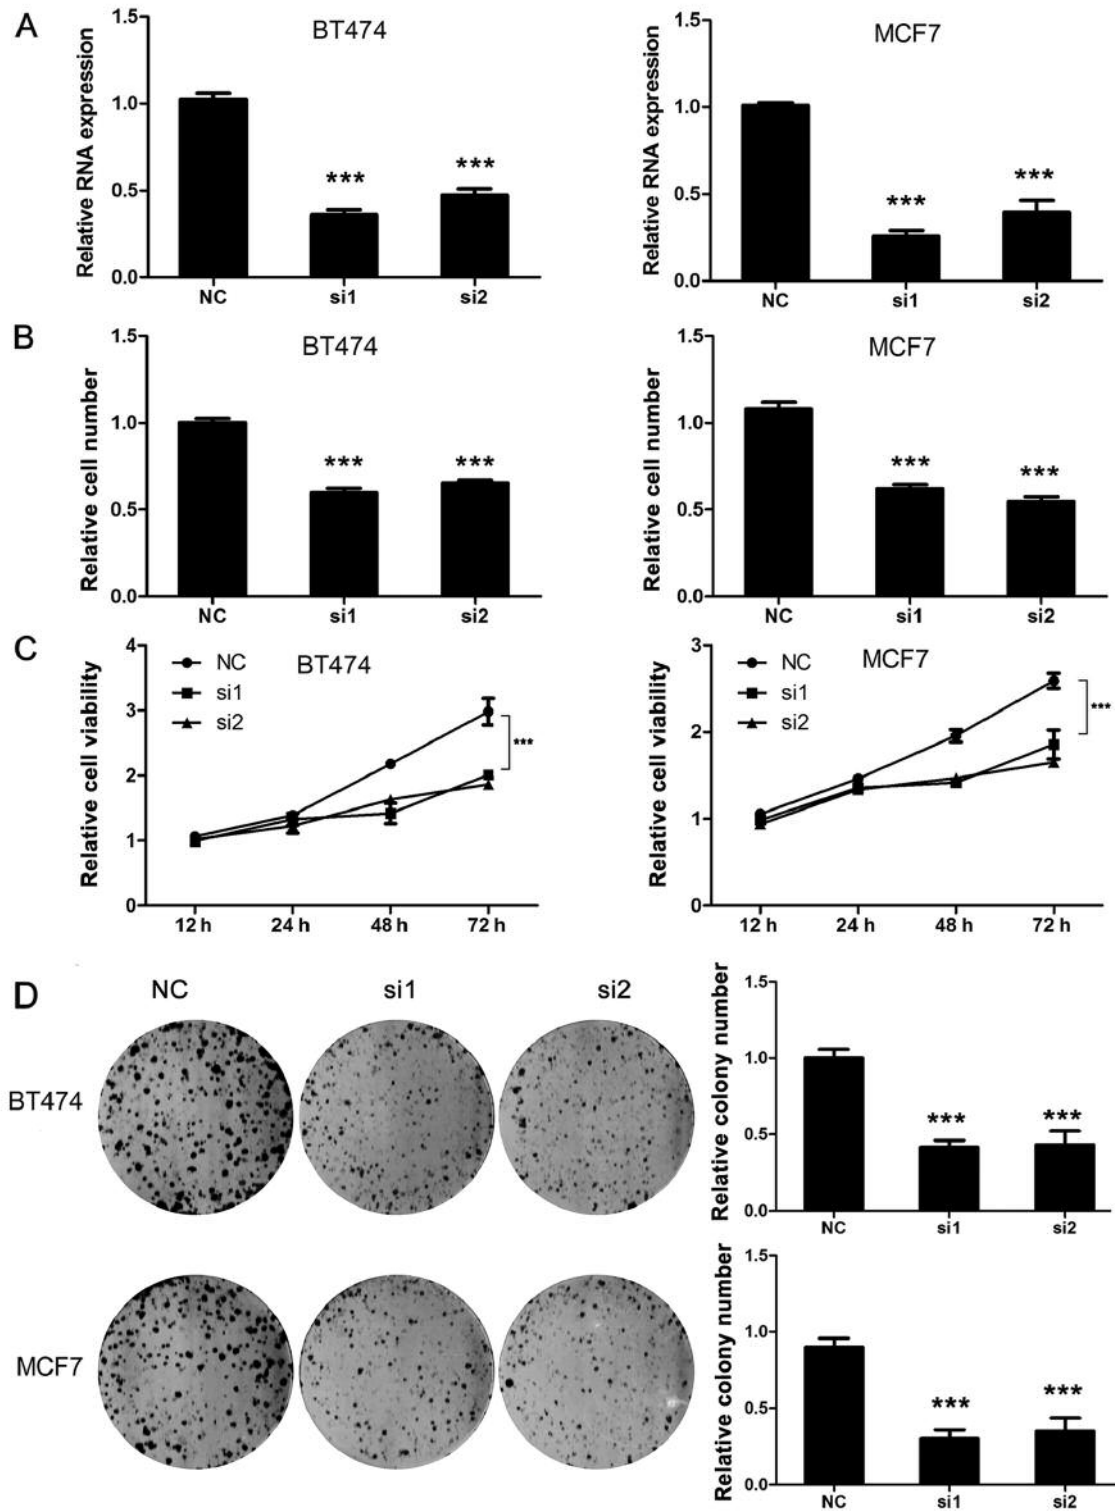 A
BT474
Relative RNA expression
1.5
1.0
0.5
0.0
***
***
NC si1 si2
MCF7
Relative RNA expression
1.5
1.0
0.5
0.0
***
***
NC si1 si2
B
BT474
Relative cell number
1.5
1.0
0.5
0.0
***
***
NC si1 si2
MCF7
Relative cell number
1.5
1.0
0.5
0.0
***
***
NC si1 si2
C
BT474
Relative cell viability
4
3
2
1
0
NC
si1
si2
***
12 h 24 h 48 h 72 h
MCF7
Relative cell viability
3
2
1
0
NC
si1
si2
***
12 h 24 h 48 h 72 h
D
NC si1 si2
BT474
MCF7
Relative colony number
1.5
1.0
0.5
0.0
***
***
NC si1 si2
Relative colony number
1.5
1.0
0.5
0.0
***
***
NC si1 si2